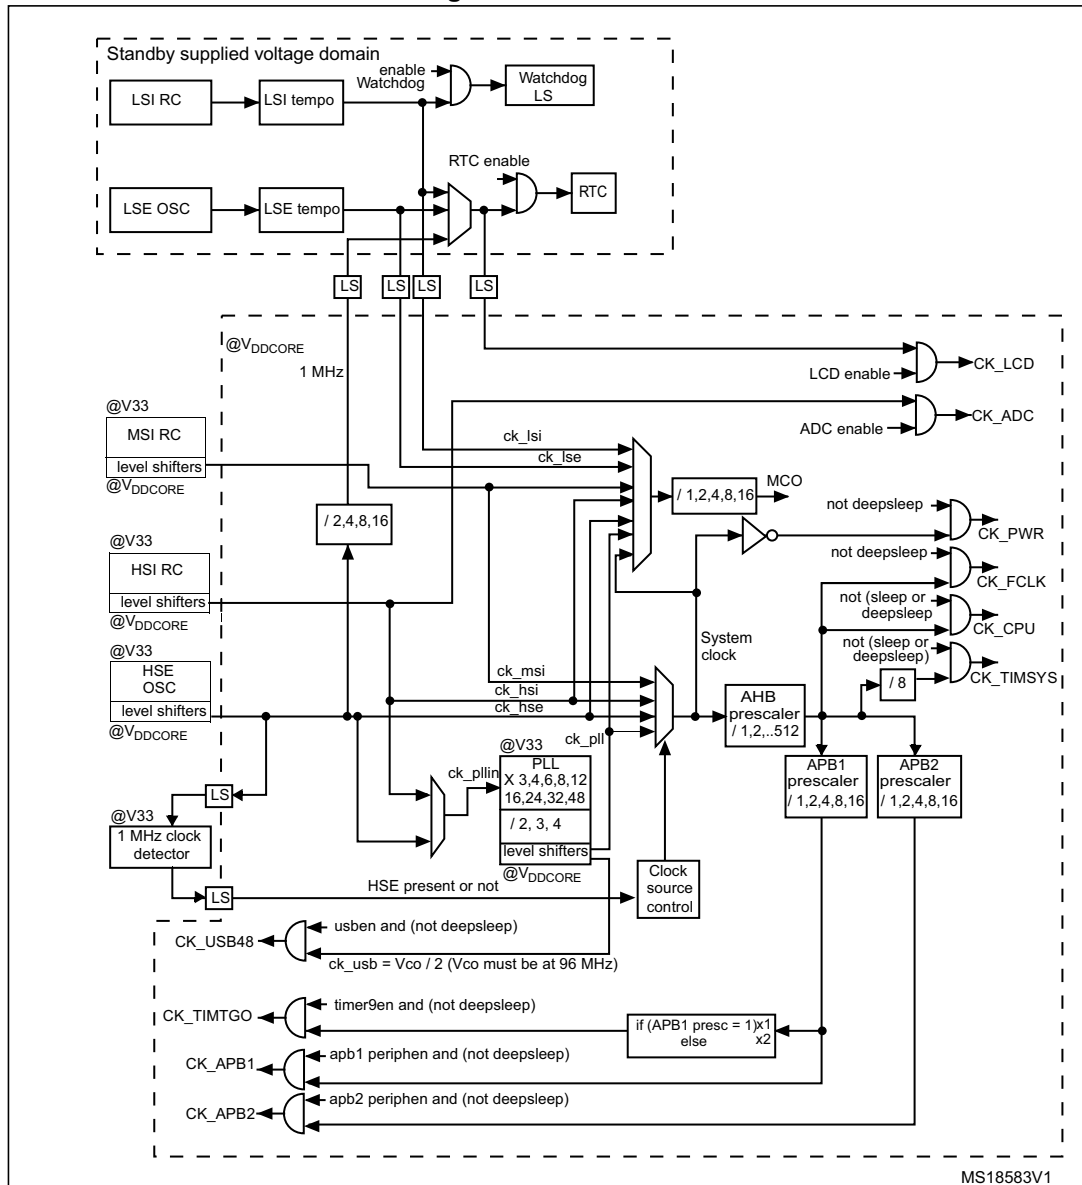 Standby supplied voltage domain
enable
Watchdog
Watchdog
LS
LSI RC
LSI tempo
RTC enable
RTC
LSE OSC
LSE tempo
LS
LS
LS
LS
@VDDCORE
1 MHz
CK_LCD
LCD enable
@V33
MSI RC
level shifters
@VDDCORE
CK_ADC
ADC enable
ck_lsi
ck_lse
/ 2,4,8,16
/ 1,2,4,8,16
MCO
not deepsleep
CK_PWR
@V33
HSI RC
level shifters
@VDDCORE
not deepsleep
CK_FCLK
not (sleep or
deepsleep
CK_CPU
System
clock
not (sleep or
deepsleep)
CK_TIMSYS
/ 8
@V33
HSE
OSC
level shifters
@VDDCORE
ck_msi
ck_hsi
ck_hse
ck_pll
AHB
prescaler
/ 1,2,..512
ck_pllin
@V33
PLL
X 3,4,6,8,12
16,24,32,48
/ 2, 3, 4
level shifters
@VDDCORE
APB1
prescaler
/ 1,2,4,8,16
APB2
prescaler
/ 1,2,4,8,16
LS
@V33
1 MHz clock
detector
LS
HSE present or not
Clock
source
control
CK_USB48
usben and (not deepsleep)
ck_usb = Vco / 2 (Vco must be at 96 MHz)
CK_TIMTGO
timer9en and (not deepsleep)
if (APB1 presc = 1)x1
else x2
CK_APB1
apb1 periphen and (not deepsleep)
CK_APB2
apb2 periphen and (not deepsleep)
MS18583V1